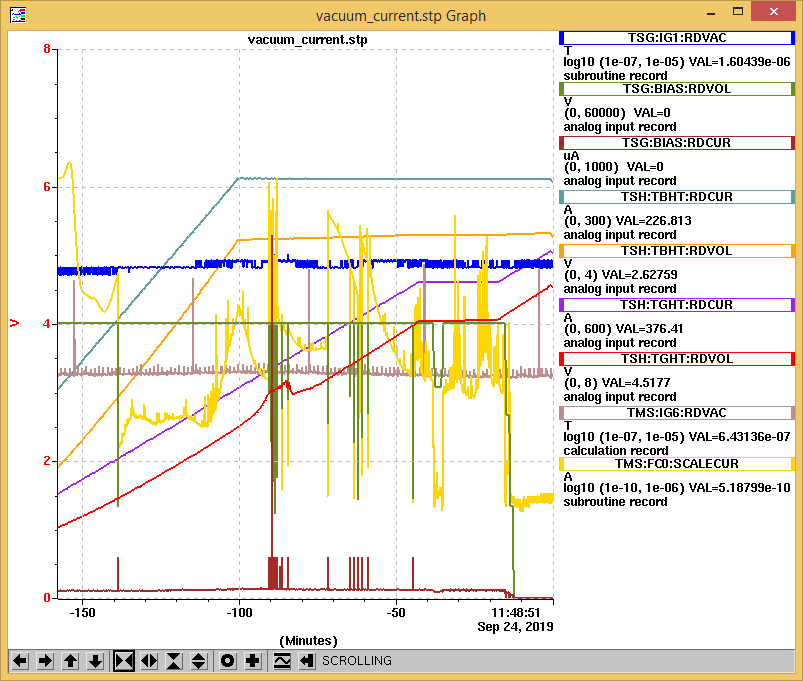 vacuum_current.stp Graph
vacuum_current.stp
8
6
V
4
2
0
-150
-100
-50
11:48:51
Sep 24, 2019
(Minutes)
TSG:IG1:RDVAC
T
log10 (1e-07, 1e-05) VAL=1.60439e-06
subroutine record
TSG:BIAS:RDVOL
V
(0, 60000) VAL=0
analog input record
TSG:BIAS:RDCUR
uA
(0, 1000) VAL=0
analog input record
TSH:TBHT:RDCUR
A
(0, 300) VAL=226.813
analog input record
TSH:TBHT:RDVOL
V
(0, 4) VAL=2.62759
analog input record
TSH:TGHT:RDCUR
A
(0, 600) VAL=376.41
analog input record
TSH:TGHT:RDVOL
V
(0, 8) VAL=4.5177
analog input record
TMS:IG6:RDVAC
T
log10 (1e-07, 1e-05) VAL=6.43136e-07
calculation record
TMS:FC0:SCALECUR
A
log10 (1e-10, 1e-06) VAL=5.18799e-10
subroutine record
SCROLLING